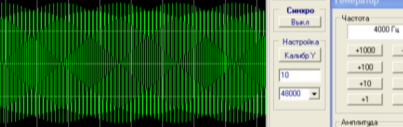 Генератор
Синхро
Выкл
Настройка
Калибр Y
10
48000
Частота
4000 Гц
+1000
+100
+10
+1
Амплитуда